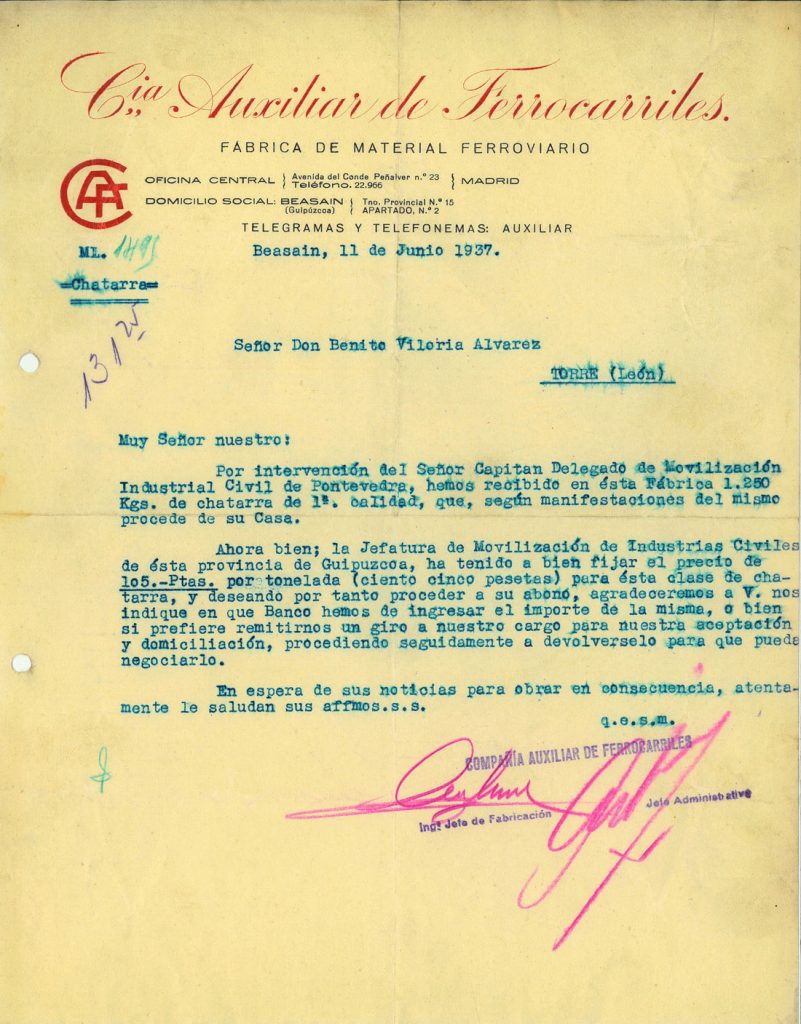 Cia Auxiliar de Ferrocarriles.
FÁBRICA DE MATERIAL FERROVIARIO
CAF
OFICINA CENTRAL { Avenida del Conde Peñalver n.º 23 Teléfono. 22.966 } MADRID
DOMICILIO SOCIAL: BEASAIN (Guipúzcoa) { Tno. Provincial N.º 15 APARTADO, N.º 2
TELEGRAMAS Y TELEFONEMAS: AUXILIAR
ML. 1495
Beasain, 11 de Junio 1937.
=Chatarra=
131'25
Señor Don Benito Viloria Alvarez
TORRE (León)
Muy Señor nuestro:
Por intervención del Señor Capitan Delegado de Movilización
Industrial Civil de Pontevedra, hemos recibido en ésta Fábrica 1.250
Kgs. de chatarra de 1ª. calidad, que, según manifestaciones del mismo
procede de su Casa.
Ahora bien; la Jefatura de Movilización de Industrias Civiles
de ésta provincia de Guipuzcoa, ha tenido a bien fijar el precio de
105.-Ptas. por tonelada (ciento cinco pesetas) para ésta clase de cha-
tarra, y deseando por tanto proceder a su abono, agradeceremos a V. nos
indique en que Banco hemos de ingresar el importe de la misma, o bien
si prefiere remitirnos un giro a nuestro cargo para nuestra aceptación
y domiciliación, procediendo seguidamente a devolverselo para que pueda
negociarlo.
En espera de sus noticias para obrar en consecuencia, atenta-
mente le saludan sus affmos.s.s.
q.e.s.m.
COMPAÑIA AUXILIAR DE FERROCARRILES
Ingº Jefe de Fabricación
Jefe Administrativo